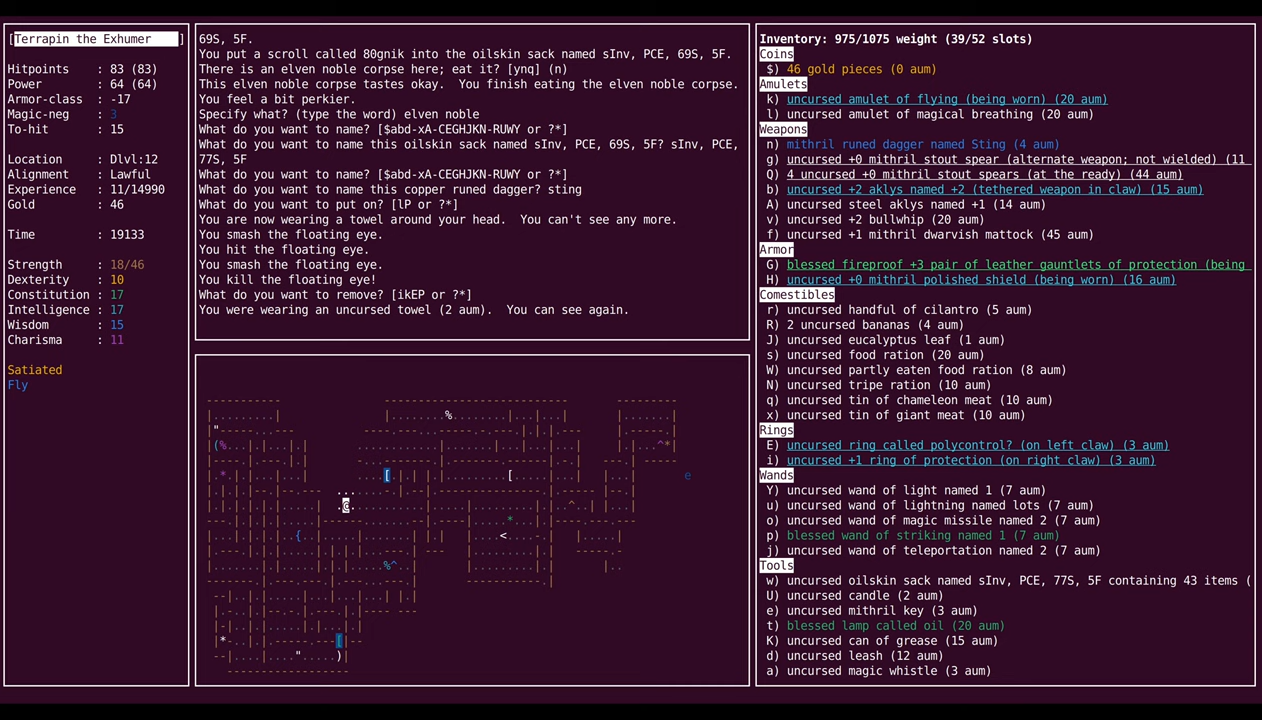 [Terrapin the Exhumer ]
Hitpoints : 83 (83)
Power : 64 (64)
Armor-class : -17
Magic-neg : 3
To-hit : 15
Location : Dlvl:12
Alignment : Lawful
Experience : 11/14990
Gold : 46
Time : 19133
Strength : 18/46
Dexterity : 10
Constitution : 17
Intelligence : 17
Wisdom : 15
Charisma : 11
Satiated
Fly
69S, 5F.
You put a scroll called 80gnik into the oilskin sack named sInv, PCE, 69S, 5F.
There is an elven noble corpse here; eat it? [ynq] (n)
This elven noble corpse tastes okay.  You finish eating the elven noble corpse.
You feel a bit perkier.
Specify what? (type the word) elven noble
What do you want to name? [$abd-xA-CEGHJKN-RUWY or ?*]
What do you want to name this oilskin sack named sInv, PCE, 69S, 5F? sInv, PCE,
77S, 5F
What do you want to name? [$abd-xA-CEGHJKN-RUWY or ?*]
What do you want to name this copper runed dagger? sting
What do you want to put on? [lP or ?*]
You are now wearing a towel around your head.  You can't see any more.
You smash the floating eye.
You hit the floating eye.
You smash the floating eye.
You kill the floating eye!
What do you want to remove? [ikEP or ?*]
You were wearing an uncursed towel (2 aum).  You can see again.
Inventory: 975/1075 weight (39/52 slots)
Coins
$) 46 gold pieces (0 aum)
Amulets
k) uncursed amulet of flying (being worn) (20 aum)
l) uncursed amulet of magical breathing (20 aum)
Weapons
n) mithril runed dagger named Sting (4 aum)
g) uncursed +0 mithril stout spear (alternate weapon; not wielded) (11
Q) 4 uncursed +0 mithril stout spears (at the ready) (44 aum)
b) uncursed +2 aklys named +2 (tethered weapon in claw) (15 aum)
A) uncursed steel aklys named +1 (14 aum)
v) uncursed +2 bullwhip (20 aum)
f) uncursed +1 mithril dwarvish mattock (45 aum)
Armor
G) blessed fireproof +3 pair of leather gauntlets of protection (being
H) uncursed +0 mithril polished shield (being worn) (16 aum)
Comestibles
r) uncursed handful of cilantro (5 aum)
R) 2 uncursed bananas (4 aum)
J) uncursed eucalyptus leaf (1 aum)
s) uncursed food ration (20 aum)
W) uncursed partly eaten food ration (8 aum)
N) uncursed tripe ration (10 aum)
q) uncursed tin of chameleon meat (10 aum)
x) uncursed tin of giant meat (10 aum)
Rings
E) uncursed ring called polycontrol? (on left claw) (3 aum)
i) uncursed +1 ring of protection (on right claw) (3 aum)
Wands
Y) uncursed wand of light named 1 (7 aum)
u) uncursed wand of lightning named lots (7 aum)
o) uncursed wand of magic missile named 2 (7 aum)
p) blessed wand of striking named 1 (7 aum)
j) uncursed wand of teleportation named 2 (7 aum)
Tools
w) uncursed oilskin sack named sInv, PCE, 77S, 5F containing 43 items (
U) uncursed candle (2 aum)
e) mithril key (3 aum)
t) blessed lamp called oil (20 aum)
K) uncursed can of grease (15 aum)
d) uncursed leash (12 aum)
a) uncursed magic whistle (3 aum)